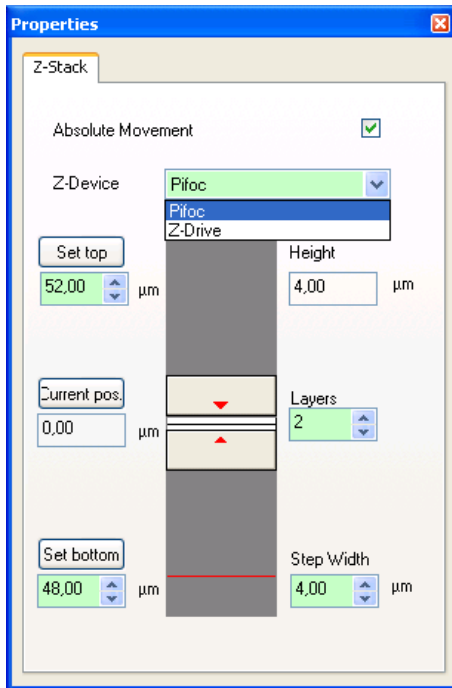 Properties
Z-Stack
Absolute Movement
Z-Device
Pifoc
Pifoc
Z-Drive
Set top
Height
52,00 µm
4,00 µm
Current pos.
Layers
0,00 µm
2
Set bottom
Step Width
48,00 µm
4,00 µm